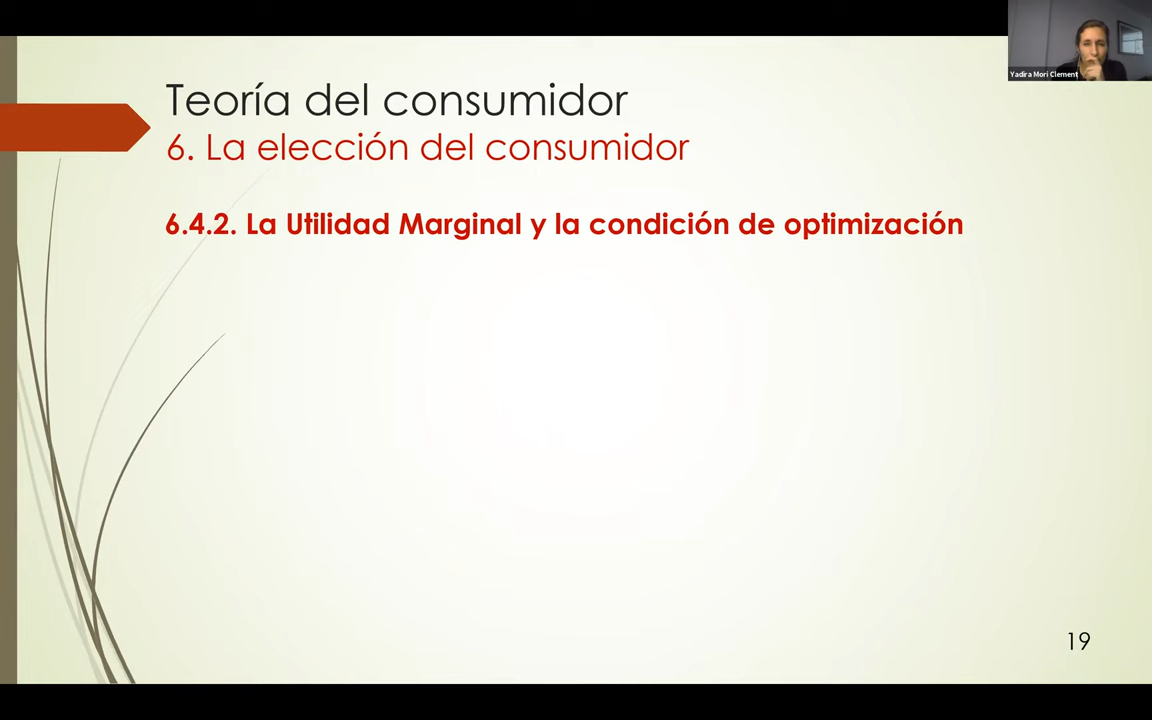 Teoría del consumidor
6. La elección del consumidor
6.4.2. La Utilidad Marginal y la condición de optimización
19
Yadira Mori Clement